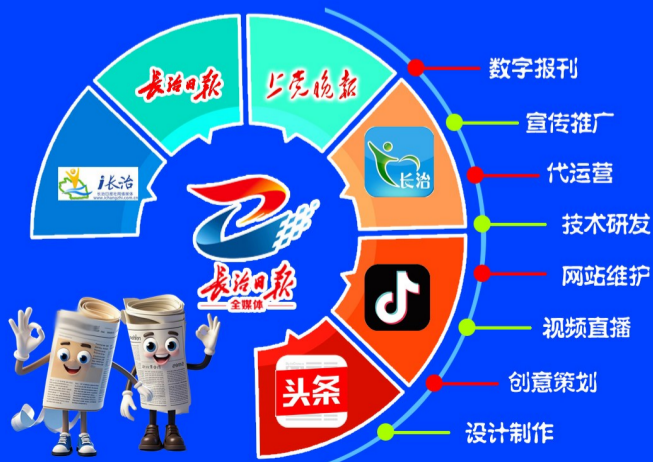 长治日报
上党晚报
i长治
长治
长治日报
全媒体
头条
数字报刊
宣传推广
代运营
技术研发
网站维护
视频直播
创意策划
设计制作